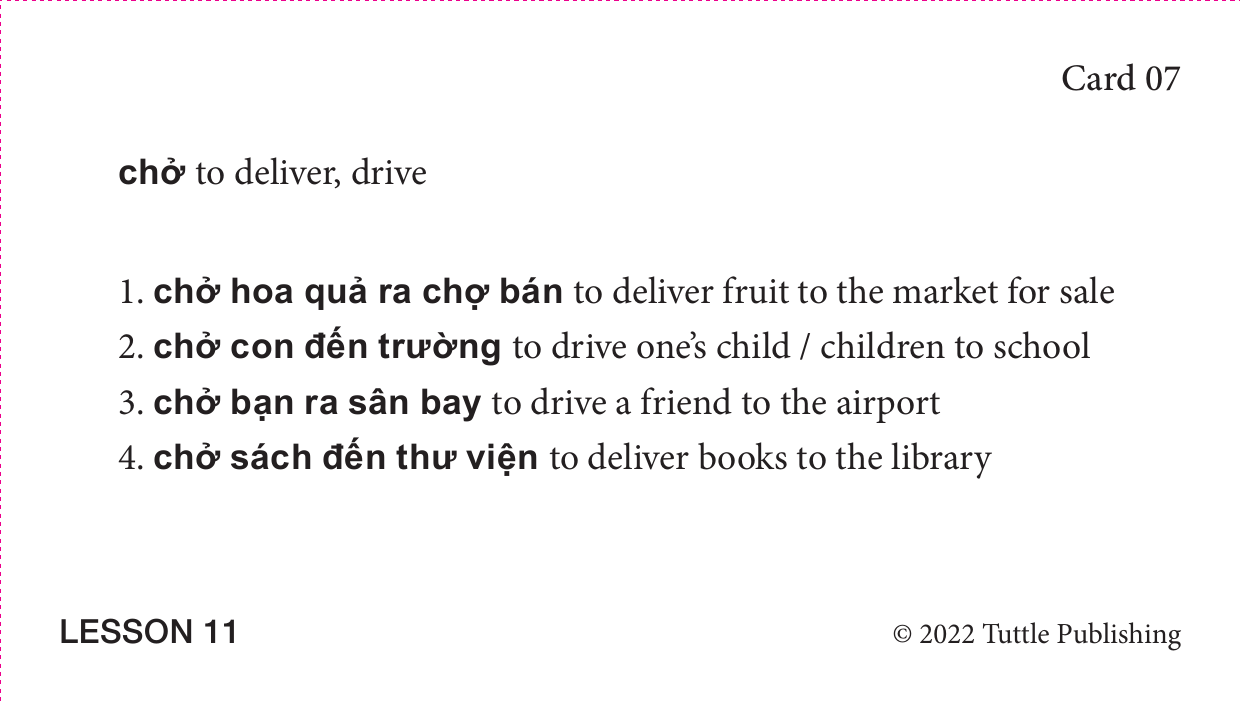 Card 07
chở to deliver, drive
1. chở hoa quả ra chợ bán to deliver fruit to the market for sale
2. chở con đến trường to drive one’s child / children to school
3. chở bạn ra sân bay to drive a friend to the airport
4. chở sách đến thư viện to deliver books to the library
LESSON 11
© 2022 Tuttle Publishing